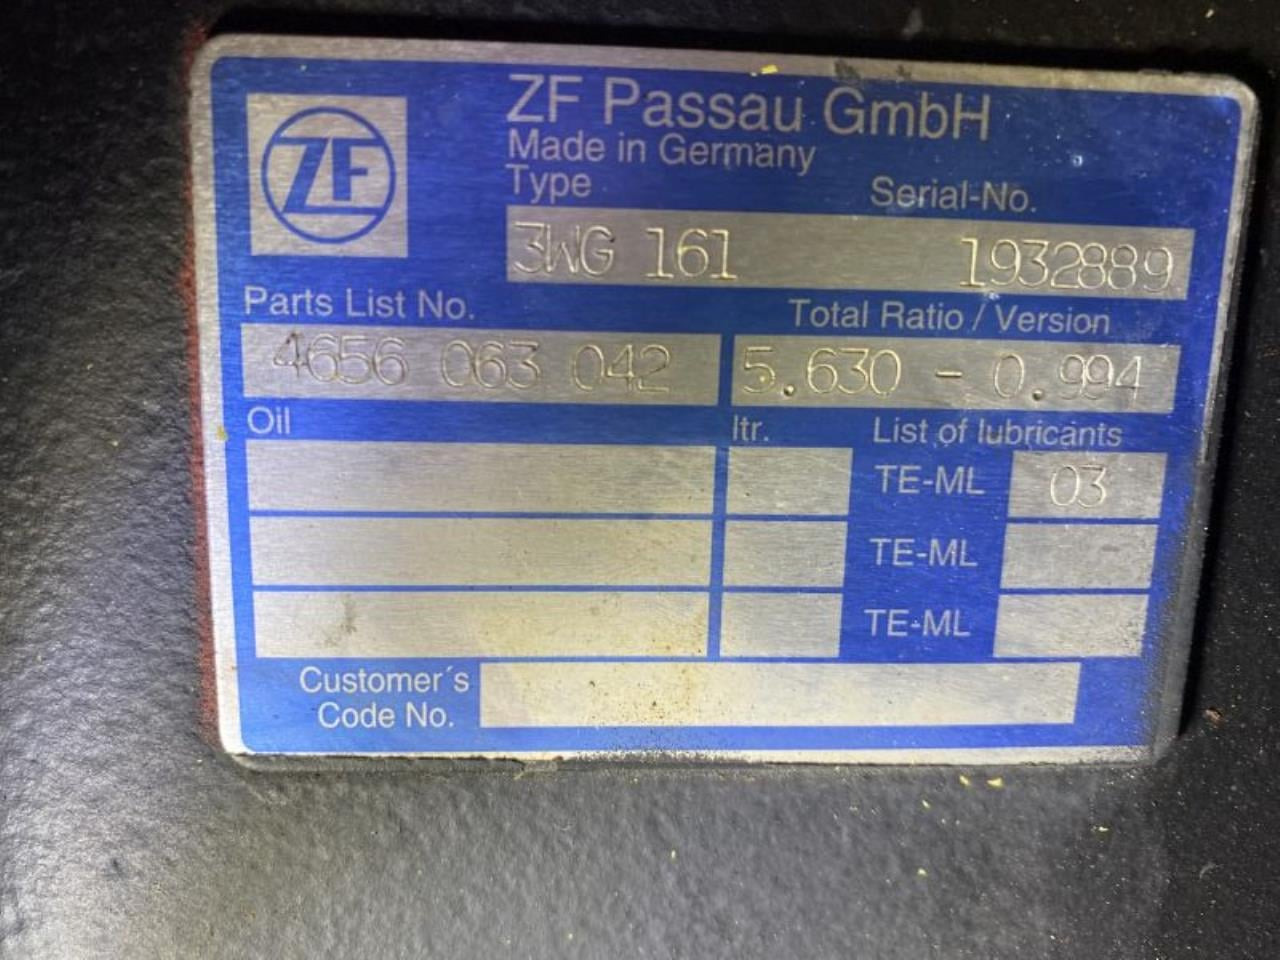 ZF
ZF Passau GmbH
Made in Germany
Type Serial-No.
3WG 161 1932889
Parts List No. Total Ratio / Version
4656 063 042 5.630 - 0.994
Oil ltr. List of lubricants
TE-ML 03
TE-ML
TE-ML
Customer´s
Code No.